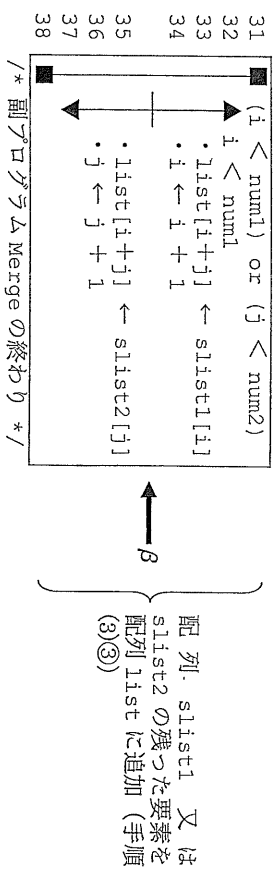 31 (i < num1) or (j < num2)
32 i < num1
33 ・list[i+j] ← slist1[i]
34 ・i ← i + 1
35 ・list[i+j] ← slist2[j]
36 ・j ← j + 1
37
38
/* 副プログラム Merge の終わり */
β
配列 slist1 又は
slist2 の残った要素を
配列 list に追加 (手順
(3)③)